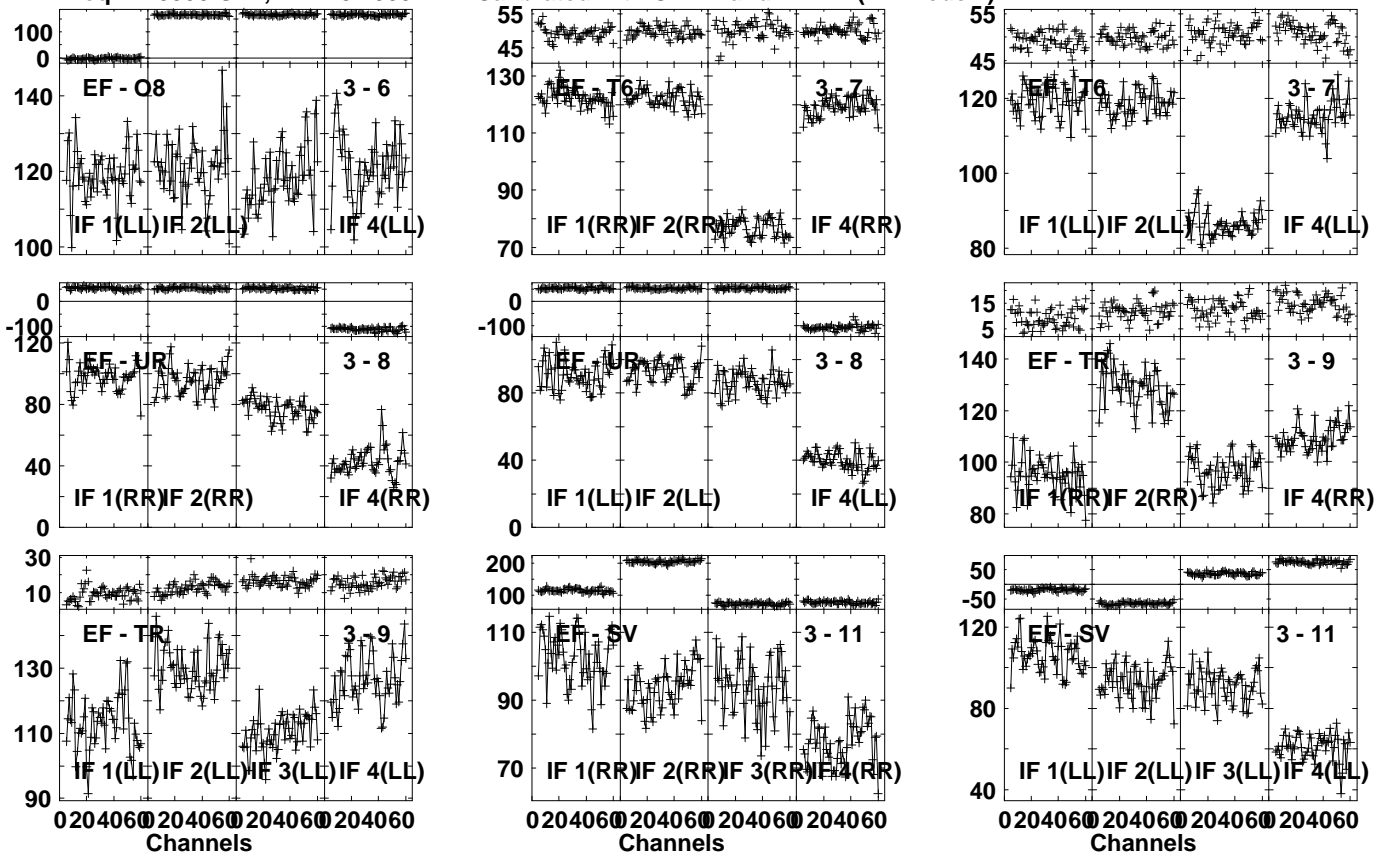 100
0
EF - O8
3 - 6
140
120
100
IF 1(LL)
IF 2(LL)
IF 4(LL)
55
45
EF - T6
3 - 7
130
110
90
70
IF 1(RR)
IF 2(RR)
IF 4(RR)
55
45
EF - T6
3 - 7
120
100
80
IF 1(LL)
IF 2(LL)
IF 4(LL)
0
-100
EF - UR
3 - 8
120
80
40
0
IF 1(RR)
IF 2(RR)
IF 4(RR)
0
-100
EF - UR
3 - 8
80
40
0
IF 1(LL)
IF 2(LL)
IF 4(LL)
15
5
EF - TR
3 - 9
140
120
100
80
IF 1(RR)
IF 2(RR)
IF 4(RR)
30
10
EF - TR
3 - 9
130
110
90
IF 1(LL)
IF 2(LL)
IF 3(LL)
IF 4(LL)
200
100
EF - SV
3 - 11
110
90
70
IF 1(RR)
IF 2(RR)
IF 3(RR)
IF 4(RR)
50
-50
EF - SV
3 - 11
120
80
40
IF 1(LL)
IF 2(LL)
IF 3(LL)
IF 4(LL)
0204060 0204060 0204060 0204060
Channels
0204060 0204060 0204060 0204060
Channels
0204060 0204060 0204060 0204060
Channels